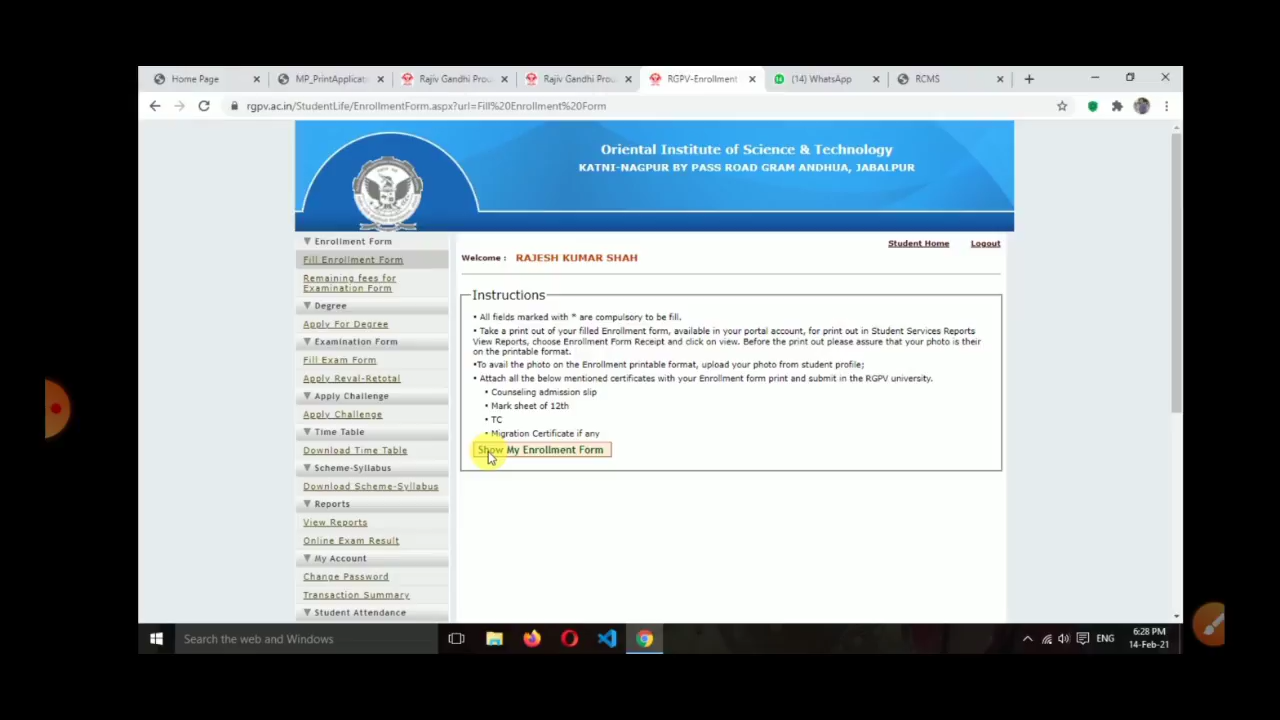 Home Page
MP_PrintApplicat
Rajiv Gandhi Prou
Rajiv Gandhi Prou
RGPV-Enrollment
(14) WhatsApp
RCMS
rgpv.ac.in/StudentLife/EnrollmentForm.aspx?url=Fill%20Enrollment%20Form
Oriental Institute of Science & Technology
KATNI-NAGPUR BY PASS ROAD GRAM ANDHUA, JABALPUR
Enrollment Form
Fill Enrollment Form
Remaining fees for
Examination Form
Degree
Apply For Degree
Examination Form
Fill Exam Form
Apply Reval-Retotal
Apply Challenge
Apply Challenge
Time Table
Download Time Table
Scheme-Syllabus
Download Scheme-Syllabus
Reports
View Reports
Online Exam Result
My Account
Change Password
Transaction Summary
Student Attendance
Student Home Logout
Welcome : RAJESH KUMAR SHAH
Instructions
• All fields marked with * are compulsory to be fill.
• Take a print out of your filled Enrollment form, available in your portal account, for print out in Student Services Reports
View Reports, choose Enrollment Form Receipt and click on view. Before the print out please assure that your photo is their
on the printable format.
•To avail the photo on the Enrollment printable format, upload your photo from student profile;
• Attach all the below mentioned certificates with your Enrollment form print and submit in the RGPV university.
• Counseling admission slip
• Mark sheet of 12th
• TC
• Migration Certificate if any
Show My Enrollment Form
Search the web and Windows
ENG
6:28 PM
14-Feb-21